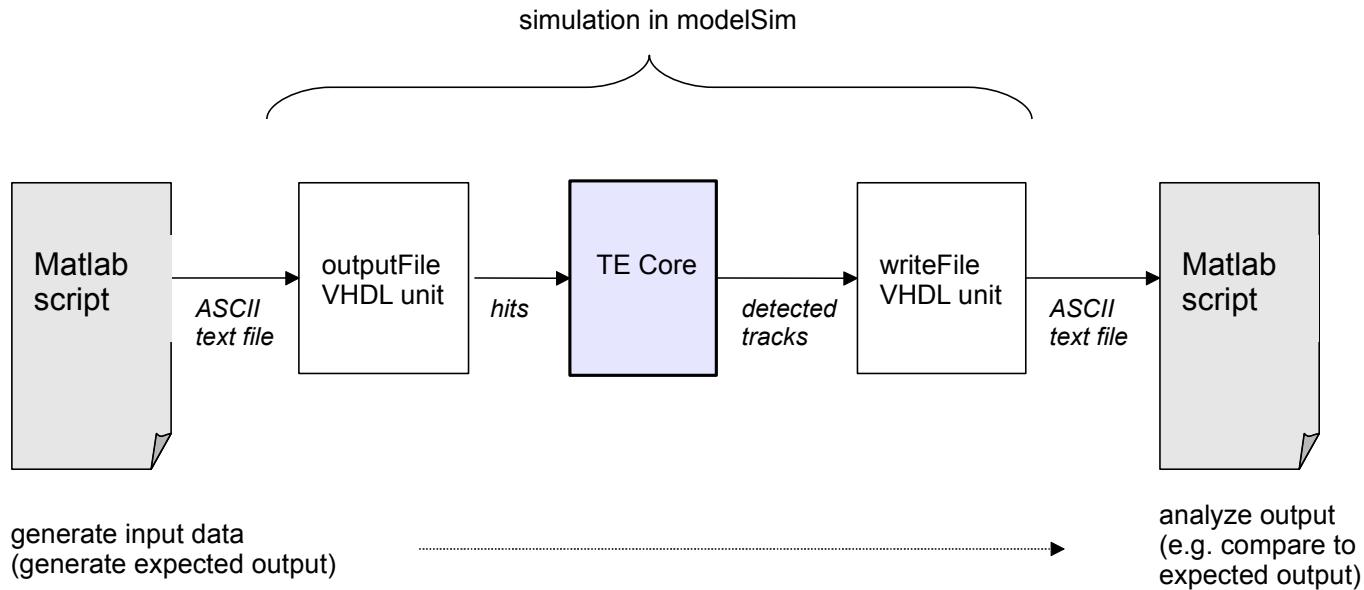 simulation in modelSim
Matlab
script
ASCII
text file
outputFile
VHDL unit
hits
TE Core
detected
tracks
writeFile
VHDL unit
ASCII
text file
Matlab
script
generate input data
(generate expected output)
analyze output
(e.g. compare to
expected output)